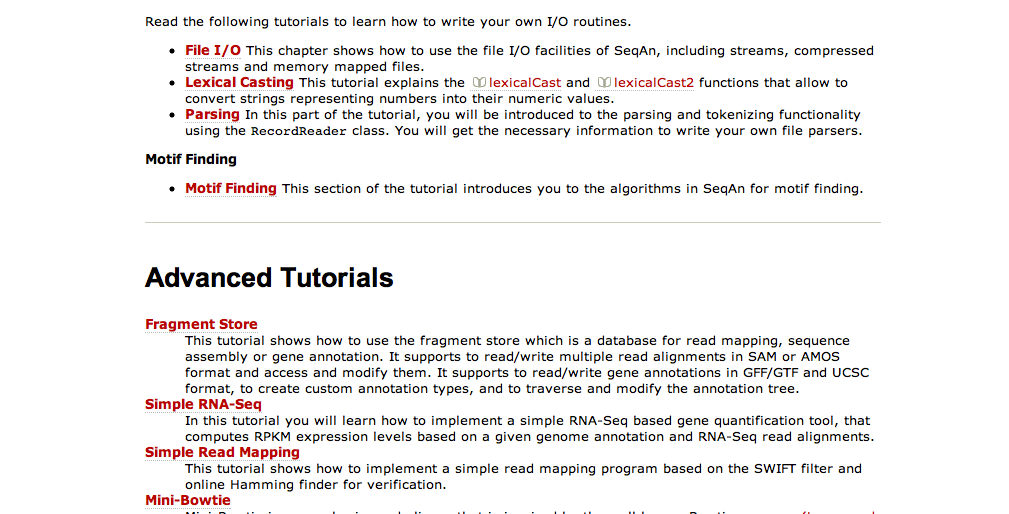 Read the following tutorials to learn how to write your own I/O routines.
File I/O This chapter shows how to use the file I/O facilities of SeqAn, including streams, compressed
streams and memory mapped files.
Lexical Casting This tutorial explains the lexicalCast and lexicalCast2 functions that allow to
convert strings representing numbers into their numeric values.
Parsing In this part of the tutorial, you will be introduced to the parsing and tokenizing functionality
using the RecordReader class. You will get the necessary information to write your own file parsers.
Motif Finding
Motif Finding This section of the tutorial introduces you to the algorithms in SeqAn for motif finding.
Advanced Tutorials
Fragment Store
This tutorial shows how to use the fragment store which is a database for read mapping, sequence
assembly or gene annotation. It supports to read/write multiple read alignments in SAM or AMOS
format and access and modify them. It supports to read/write gene annotations in GFF/GTF and UCSC
format, to create custom annotation types, and to traverse and modify the annotation tree.
Simple RNA-Seq
In this tutorial you will learn how to implement a simple RNA-Seq based gene quantification tool, that
computes RPKM expression levels based on a given genome annotation and RNA-Seq read alignments.
Simple Read Mapping
This tutorial shows how to implement a simple read mapping program based on the SWIFT filter and
online Hamming finder for verification.
Mini-Bowtie